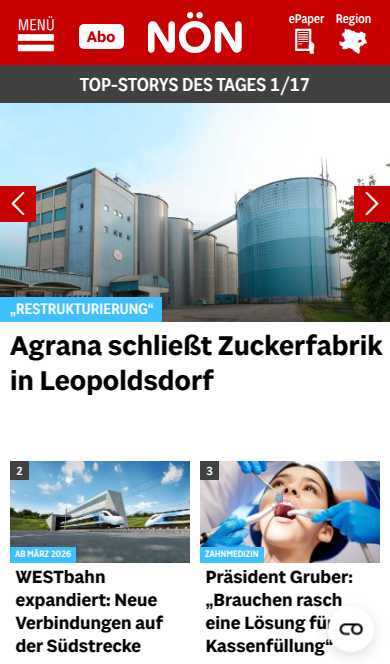 MENÜ
Abo
NÖN
ePaper
Region
TOP-STORYS DES TAGES 1/17
„RESTRUKTURIERUNG“
Agrana schließt Zuckerfabrik
in Leopoldsdorf
2
AB MÄRZ 2026
WESTbahn
expandiert: Neue
Verbindungen auf
der Südstrecke
3
ZAHNMEDIZIN
Präsident Gruber:
„Brauchen rasch
eine Lösung für
Kassenfüllung“